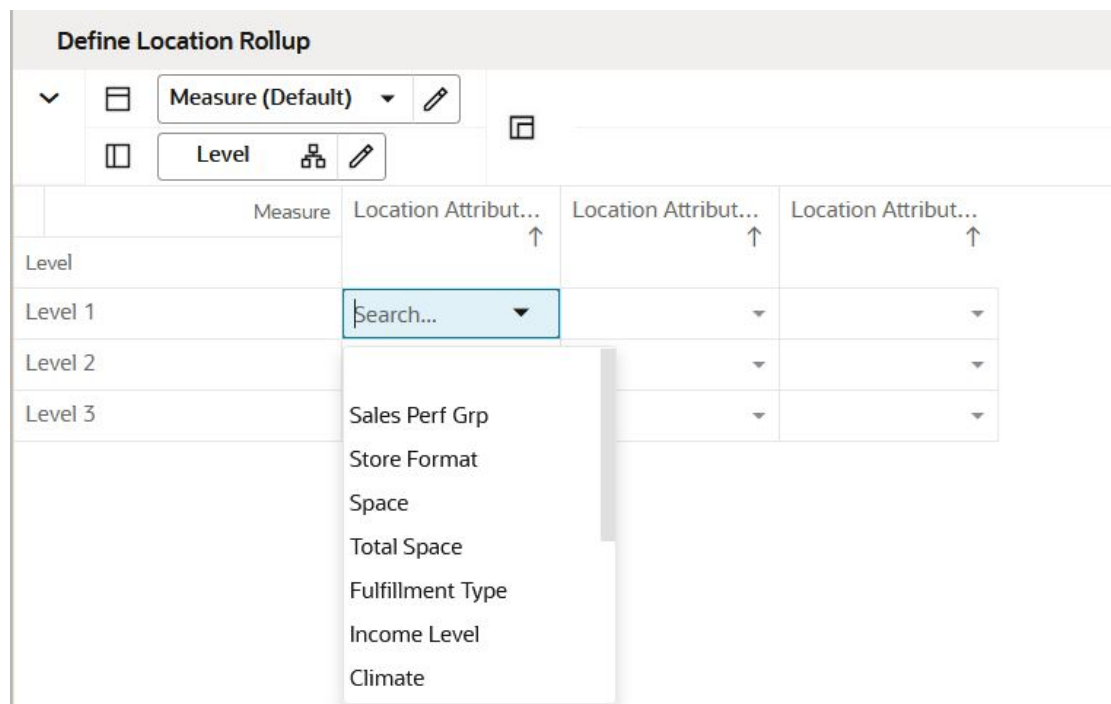 Define Location Rollup
Measure (Default)
Level
Measure Location Attribut... Location Attribut... Location Attribut...
Level
Level 1 Search...
Level 2
Level 3
Sales Perf Grp
Store Format
Space
Total Space
Fulfillment Type
Income Level
Climate